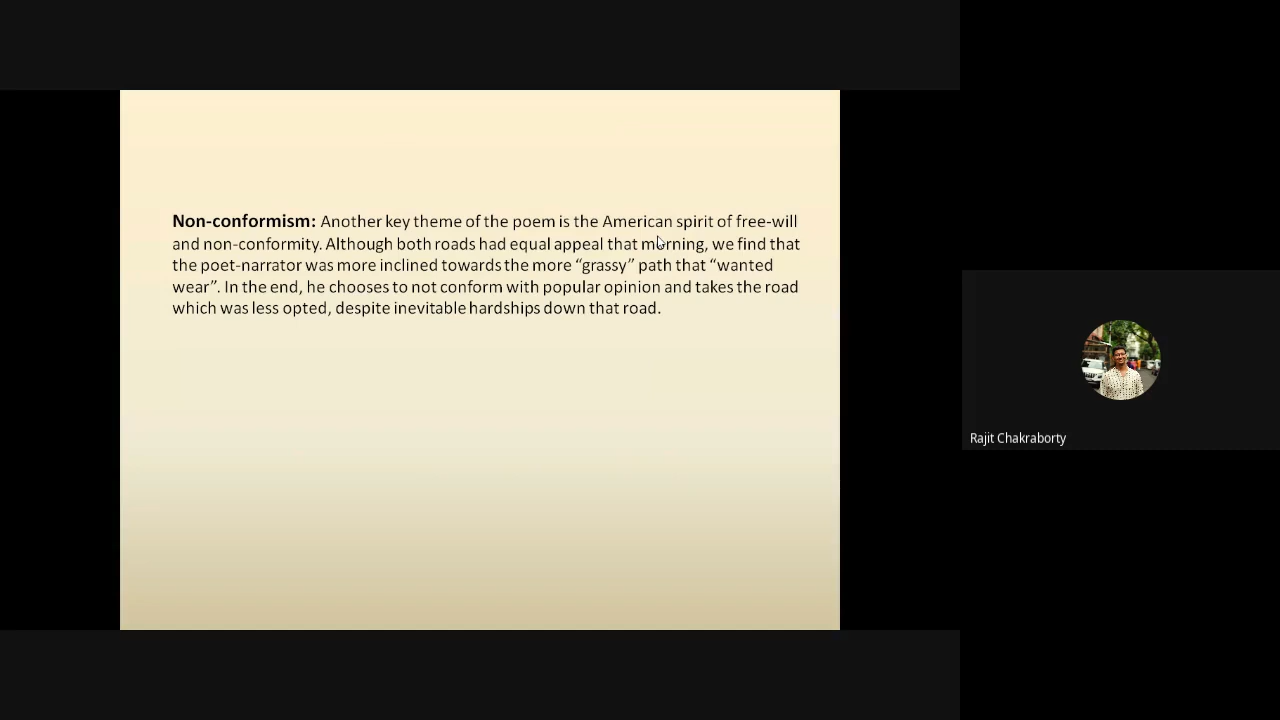 Non-conformism: Another key theme of the poem is the American spirit of free-will
and non-conformity. Although both roads had equal appeal that morning, we find that
the poet-narrator was more inclined towards the more “grassy” path that “wanted
wear”. In the end, he chooses to not conform with popular opinion and takes the road
which was less opted, despite inevitable hardships down that road.
Rajit Chakraborty